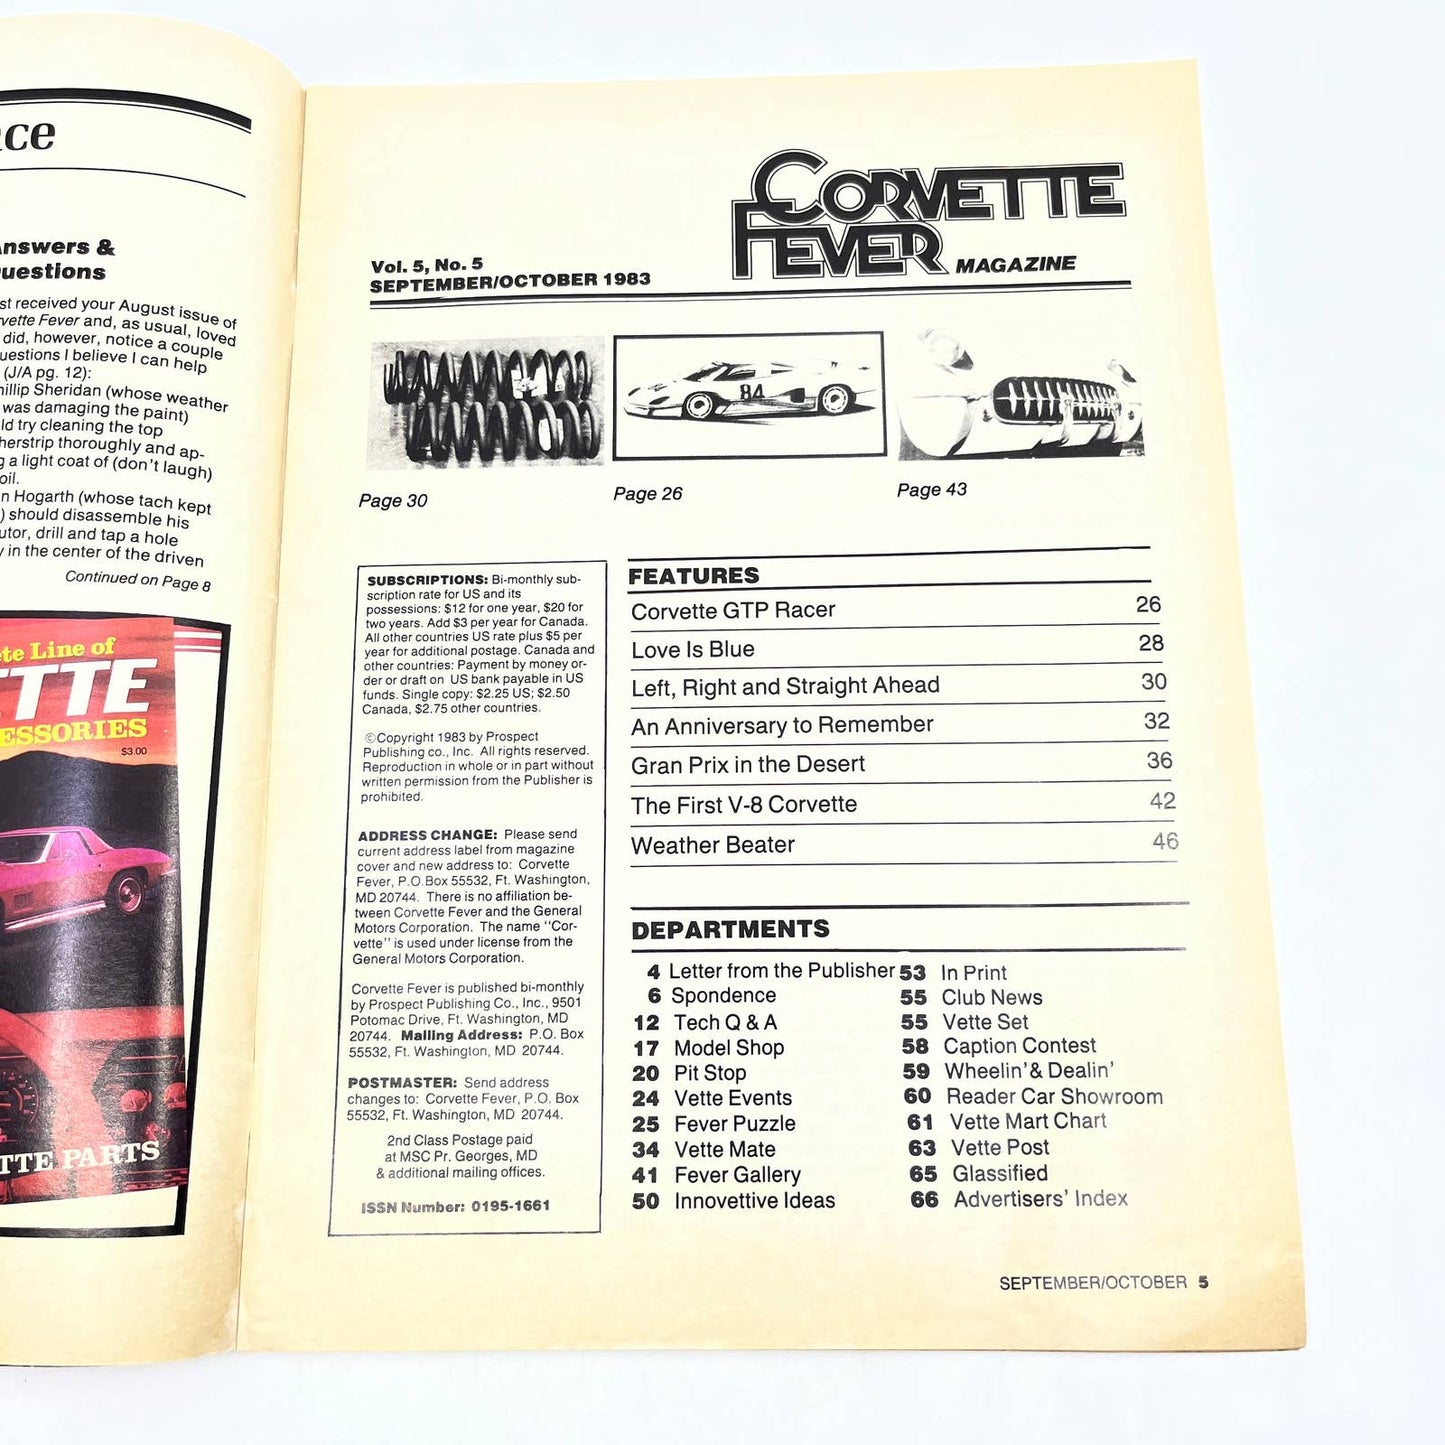 nce
Answers &
Questions
st received your August issue of
rvette Fever and, as usual, loved
did, however, notice a couple
uestions I believe I can help
(J/A pg. 12):
hillip Sheridan (whose weather
was damaging the paint)
ld try cleaning the top
herstrip thoroughly and ap-
g a light coat of (don't laugh)
oil.
n Hogarth (whose tach kept
) should disassemble his
utor, drill and tap a hole
y in the center of the driven
Continued on Page 8
ete Line of
ETTE
ESSORIES
$3.00
TTE PARTS
CORVETTE
FEVER MAGAZINE
Vol. 5, No. 5
SEPTEMBER/OCTOBER 1983
84
Page 30
Page 26
Page 43
SUBSCRIPTIONS: Bi-monthly sub-
scription rate for US and its
possessions: $12 for one year, $20 for
two years. Add $3 per year for Canada.
All other countries US rate plus $5 per
year for additional postage. Canada and
other countries: Payment by money or-
der or draft on US bank payable in US
funds. Single copy: $2.25 US; $2.50
Canada, $2.75 other countries.
©Copyright 1983 by Prospect
Publishing co., Inc. All rights reserved.
Reproduction in whole or in part without
written permission from the Publisher is
prohibited.
ADDRESS CHANGE: Please send
current address label from magazine
cover and new address to: Corvette
Fever, P.O.Box 55532, Ft. Washington,
MD 20744. There is no affiliation be-
tween Corvette Fever and the General
Motors Corporation. The name "Cor-
vette" is used under license from the
General Motors Corporation.
Corvette Fever is published bi-monthly
by Prospect Publishing Co., Inc., 9501
Potomac Drive, Ft. Washington, MD
20744. Mailing Address: P.O. Box
55532, Ft. Washington, MD 20744.
POSTMASTER: Send address
changes to: Corvette Fever, P.O. Box
55532, Ft. Washington, MD 20744.
2nd Class Postage paid
at MSC Pr. Georges, MD
& additional mailing offices.
ISSN Number: 0195-1661
FEATURES
Corvette GTP Racer 26
Love Is Blue 28
Left, Right and Straight Ahead 30
An Anniversary to Remember 32
Gran Prix in the Desert 36
The First V-8 Corvette 42
Weather Beater 46
DEPARTMENTS
4 Letter from the Publisher
6 Spondence
12 Tech Q & A
17 Model Shop
20 Pit Stop
24 Vette Events
25 Fever Puzzle
34 Vette Mate
41 Fever Gallery
50 Innovettive Ideas
53 In Print
55 Club News
55 Vette Set
58 Caption Contest
59 Wheelin' & Dealin'
60 Reader Car Showroom
61 Vette Mart Chart
63 Vette Post
65 Glassified
66 Advertisers' Index
SEPTEMBER/OCTOBER 5